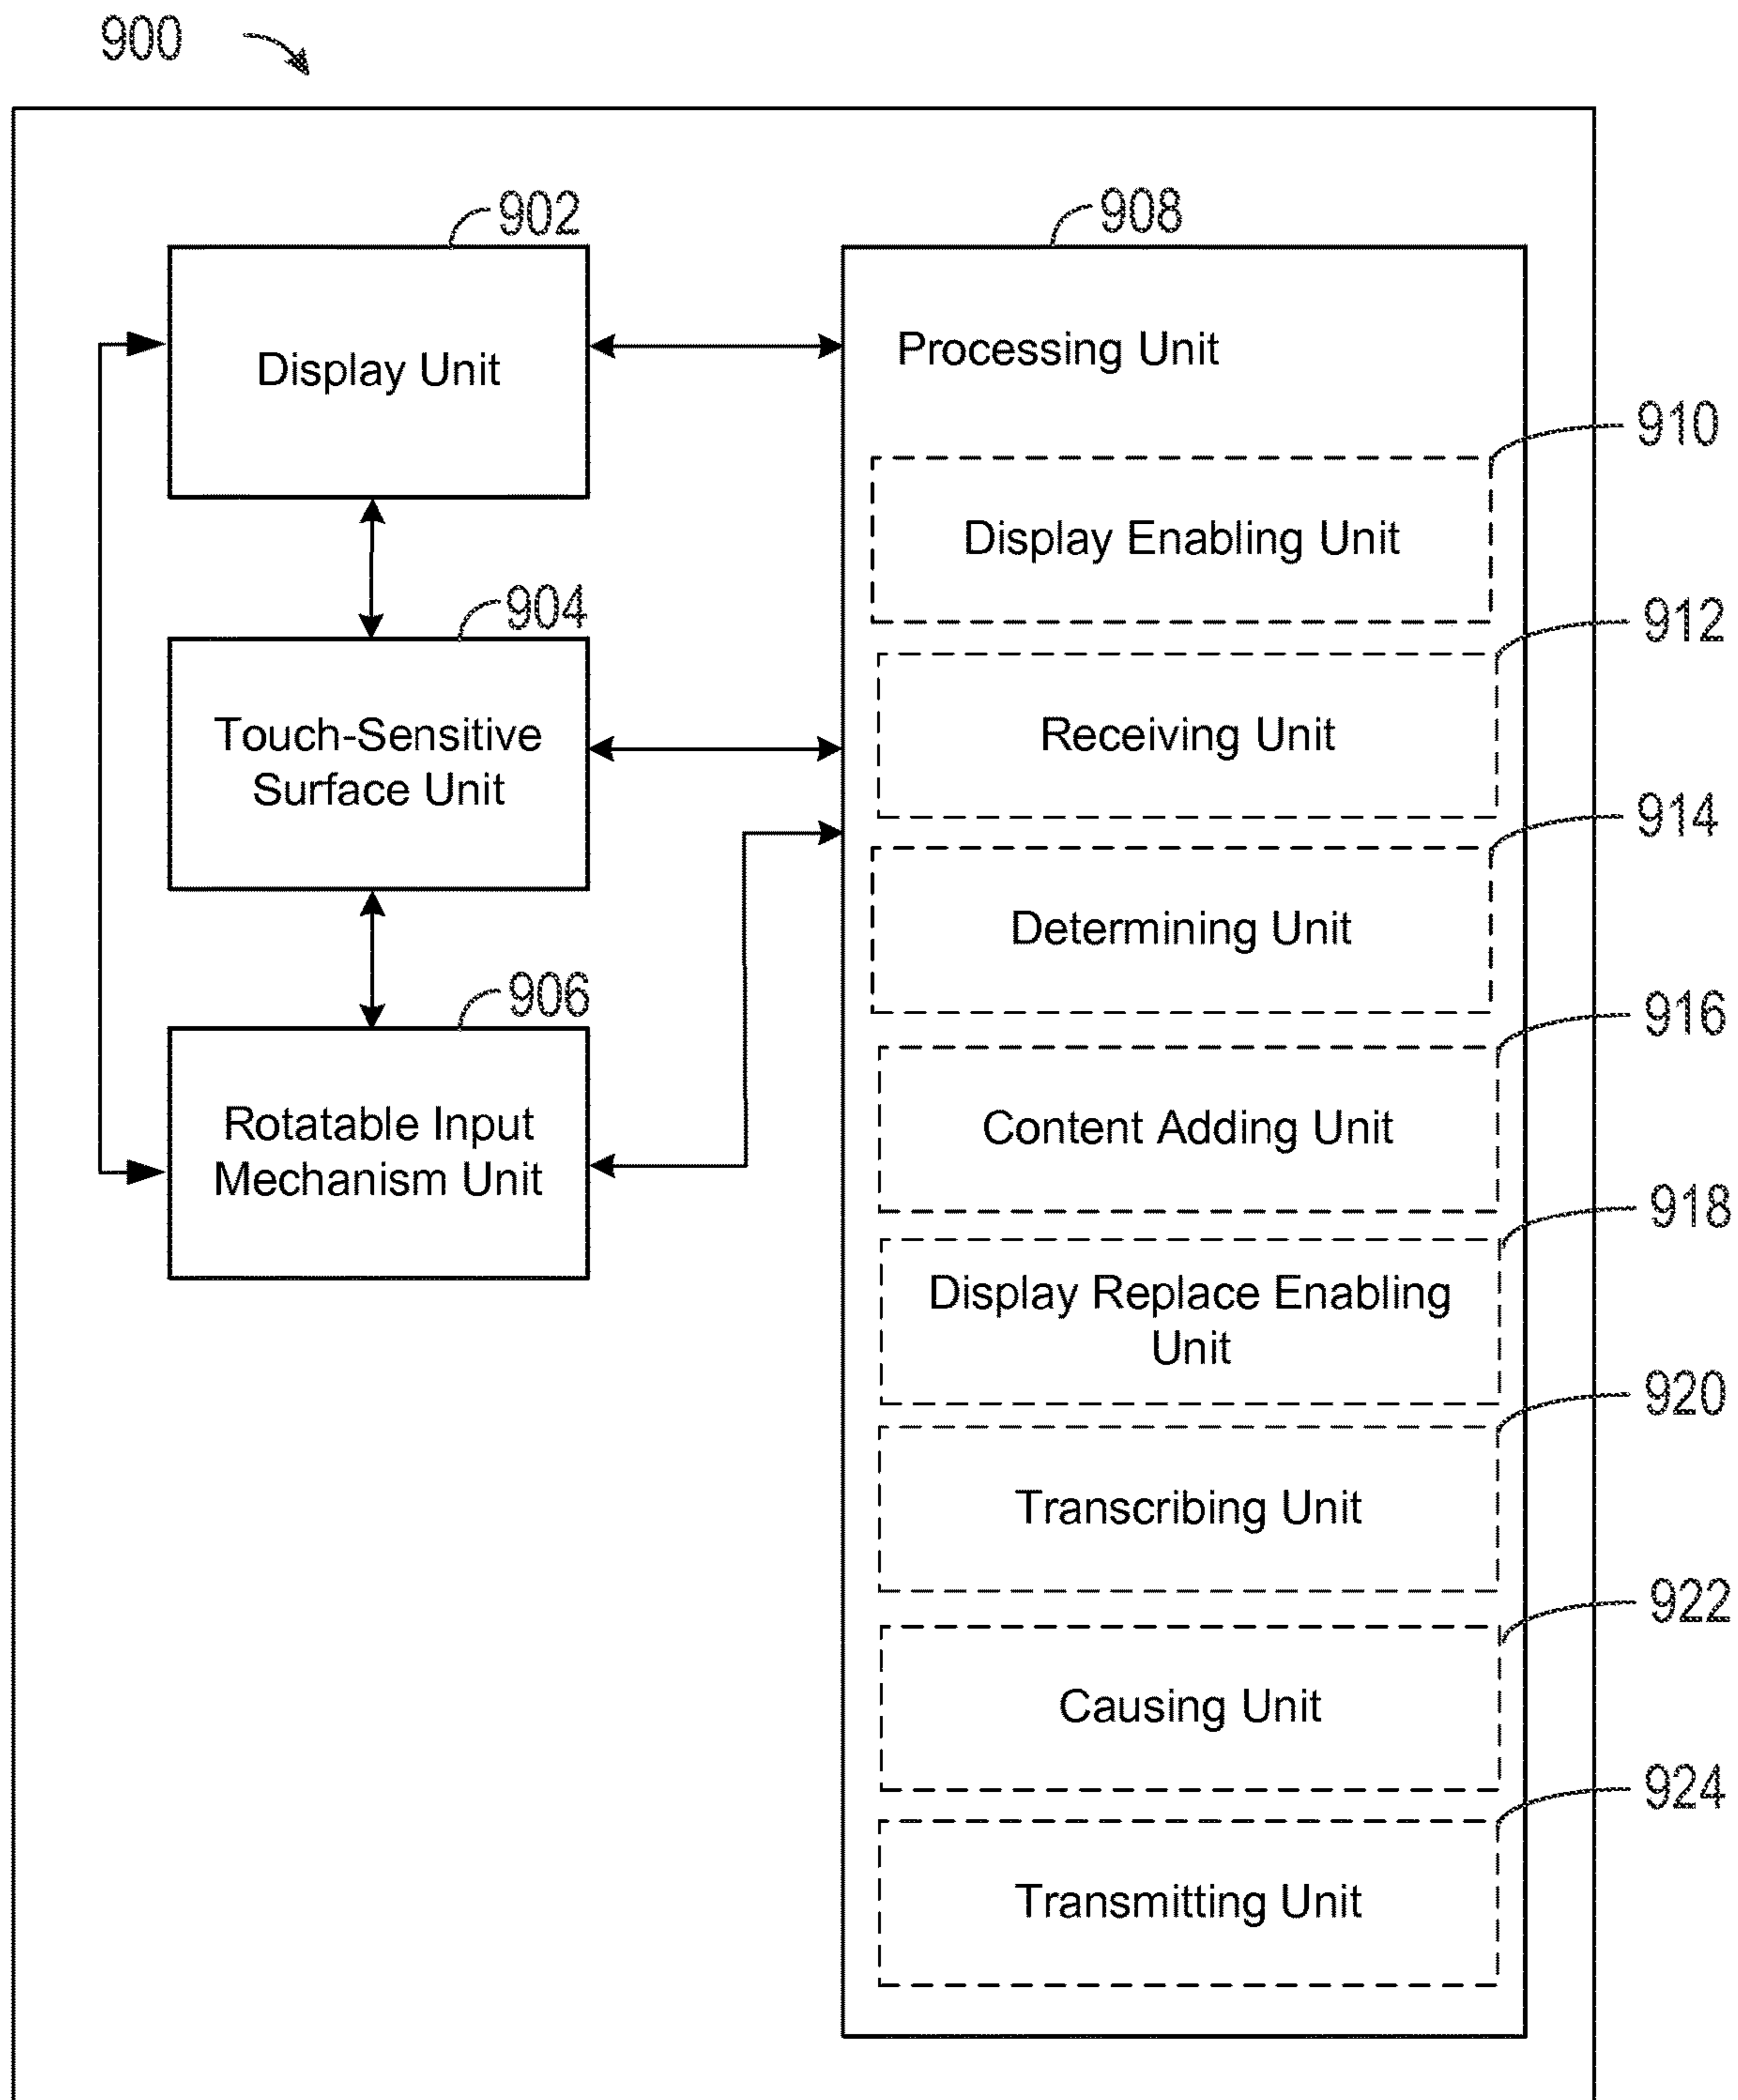 900
902
Display Unit
904
Touch-Sensitive
Surface Unit
906
Rotatable Input
Mechanism Unit
908
Processing Unit
910
Display Enabling Unit
912
Receiving Unit
914
Determining Unit
916
Content Adding Unit
918
Display Replace Enabling
Unit
920
Transcribing Unit
922
Causing Unit
924
Transmitting Unit